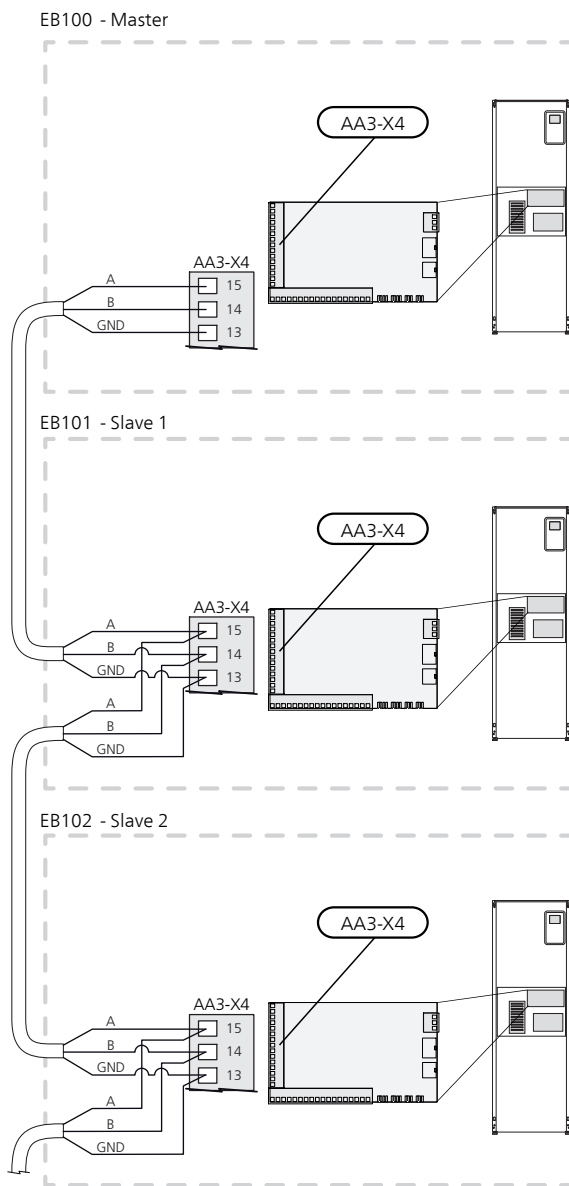 EB100 - Master
AA3-X4
AA3-X4
A
15
B
14
GND
13
EB101 - Slave 1
AA3-X4
AA3-X4
A
15
B
14
GND
13
A
B
GND
EB102 - Slave 2
AA3-X4
AA3-X4
A
15
B
14
GND
13
A
B
GND